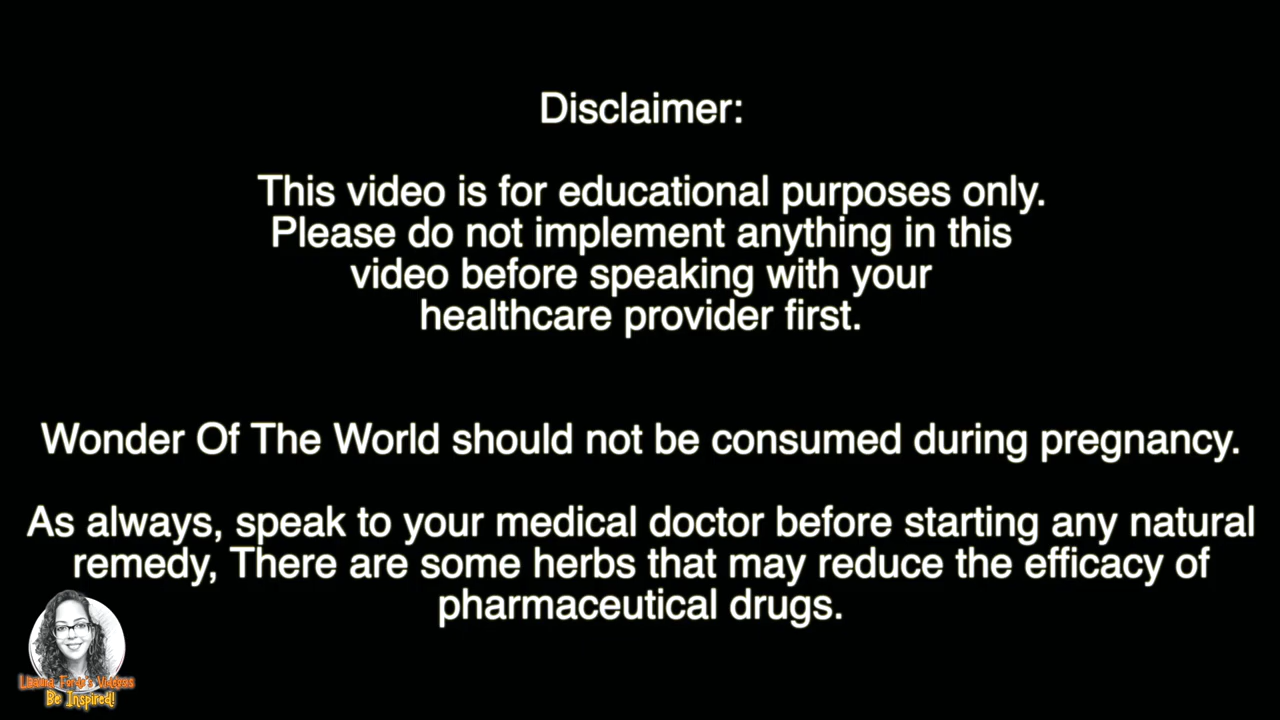 Disclaimer:
This video is for educational purposes only.
Please do not implement anything in this
video before speaking with your
healthcare provider first.
Wonder Of The World should not be consumed during pregnancy.
As always, speak to your medical doctor before starting any natural
remedy, There are some herbs that may reduce the efficacy of
pharmaceutical drugs.
Be Inspired!